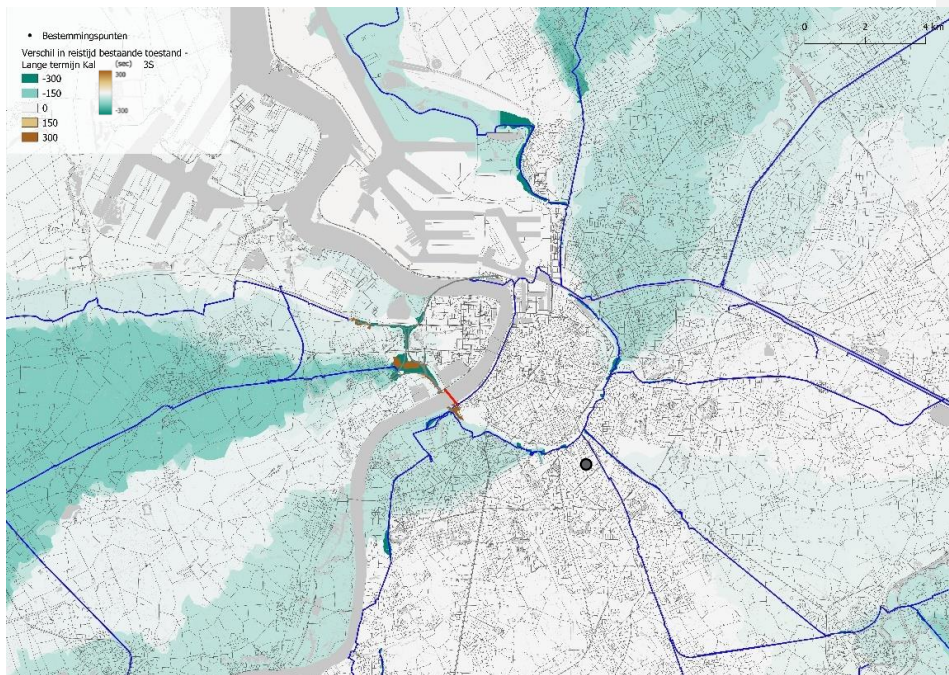 Bestemmingspunten
Verschil in reistijd bestaande toestand -
Lange termijn Kal (sec) 3S
-300
-150
0
150
300
300
-300
0 2 4 km